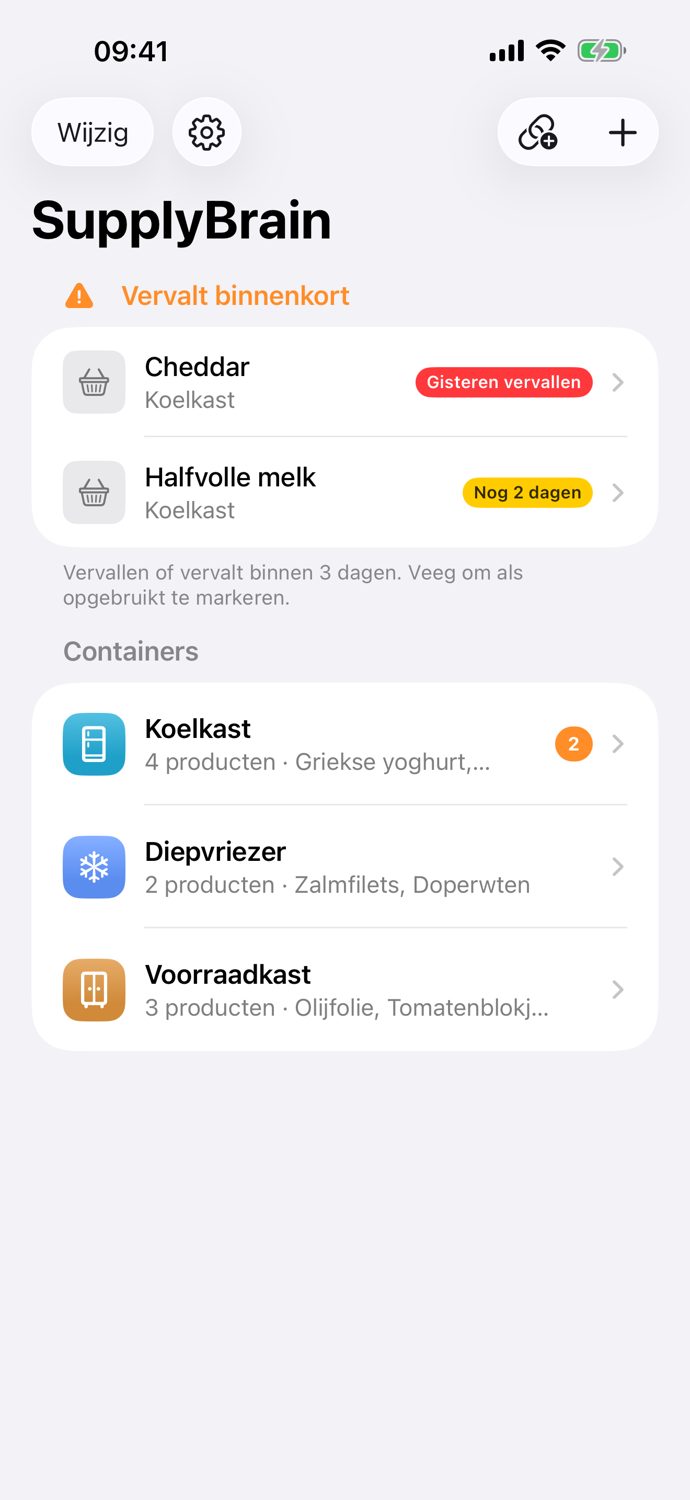 09:41
Wijzig
SupplyBrain
Vervalt binnenkort
Cheddar
Koelkast
Gisteren vervallen
Halfvolle melk
Koelkast
Nog 2 dagen
Vervallen of vervalt binnen 3 dagen. Veeg om als
opgebruikt te markeren.
Containers
Koelkast
4 producten · Griekse yoghurt,...
2
Diepvriezer
2 producten · Zalmfilets, Doperwten
Voorraadkast
3 producten · Olijfolie, Tomatenblokj...